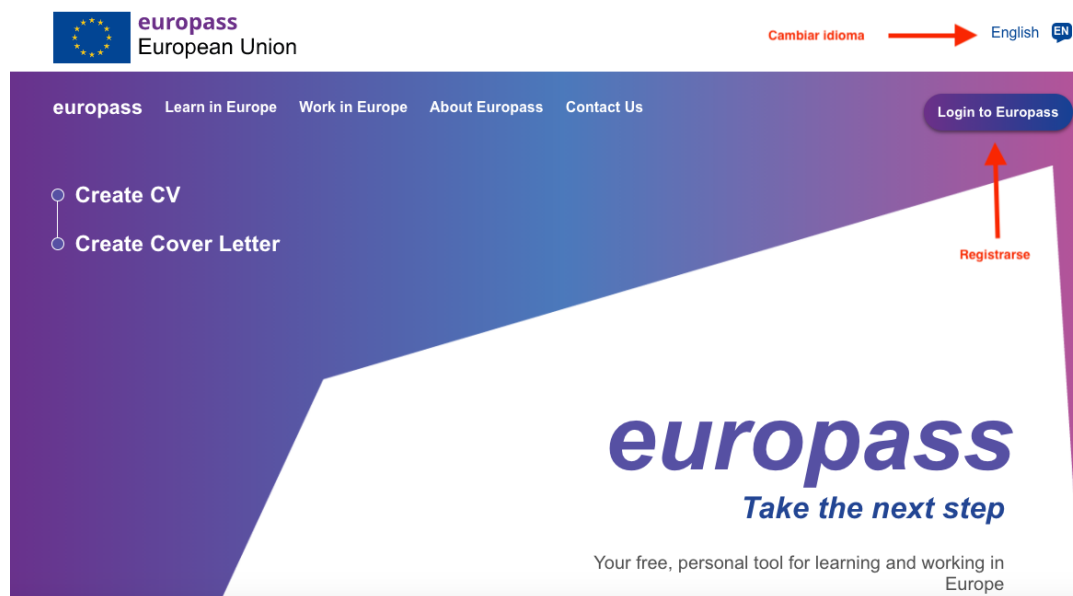 europass
European Union
Cambiar idioma
English EN
europass Learn in Europe Work in Europe About Europass Contact Us
Login to Europass
Create CV
Create Cover Letter
Registrarse
europass
Take the next step
Your free, personal tool for learning and working in
Europe